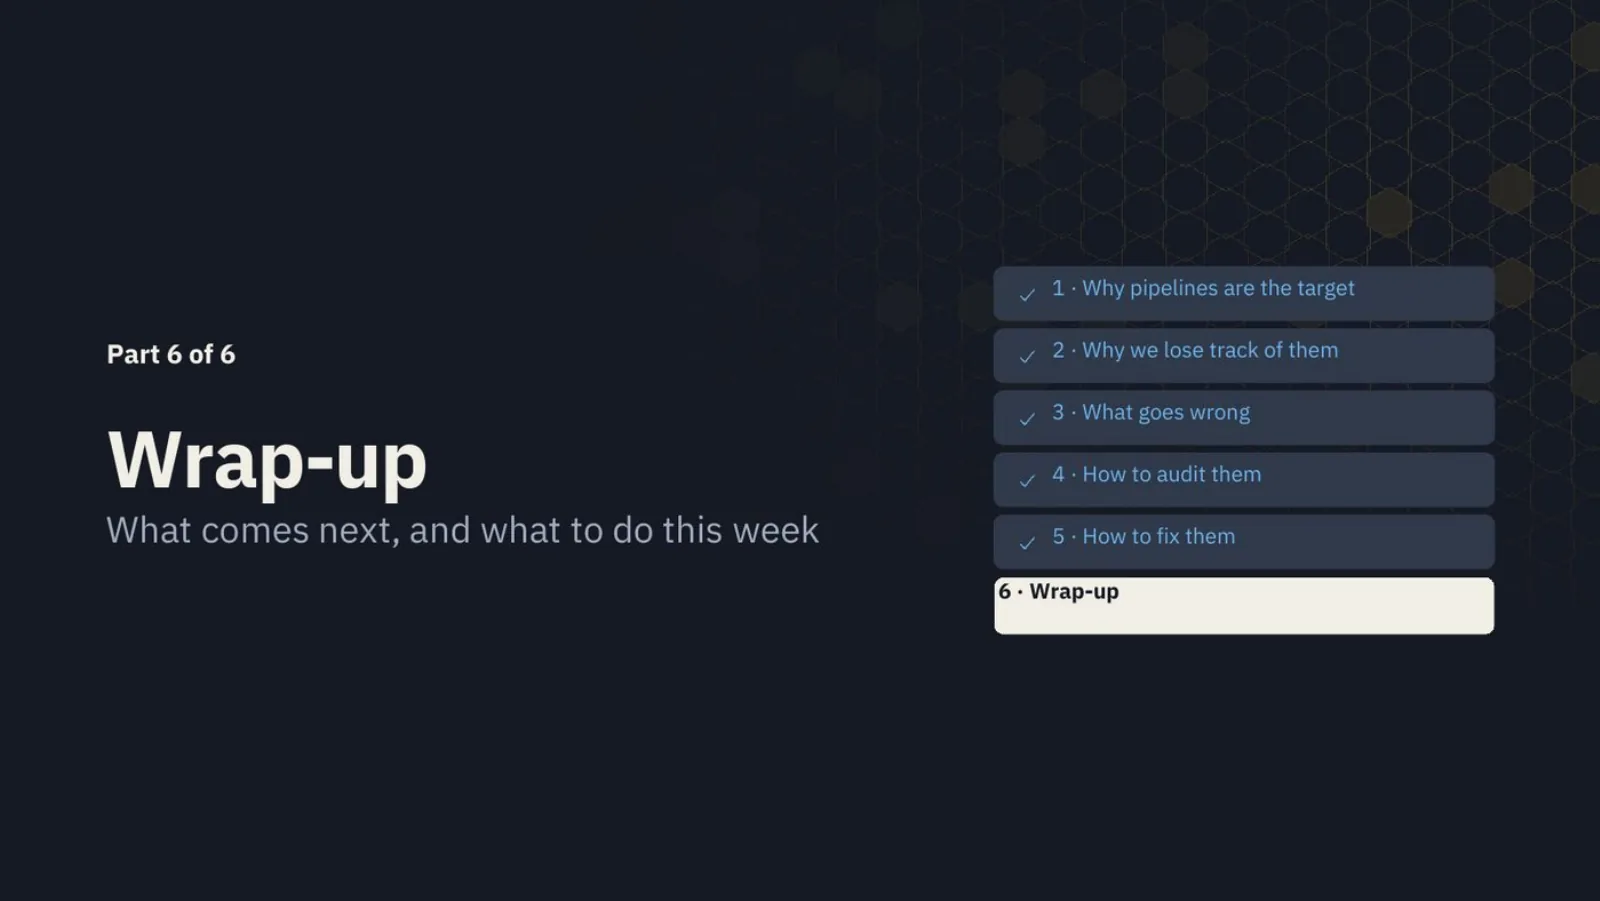 Part 6 of 6
Wrap-up
What comes next, and what to do this week
✓ 1 · Why pipelines are the target
✓ 2 · Why we lose track of them
✓ 3 · What goes wrong
✓ 4 · How to audit them
✓ 5 · How to fix them
6 · Wrap-up